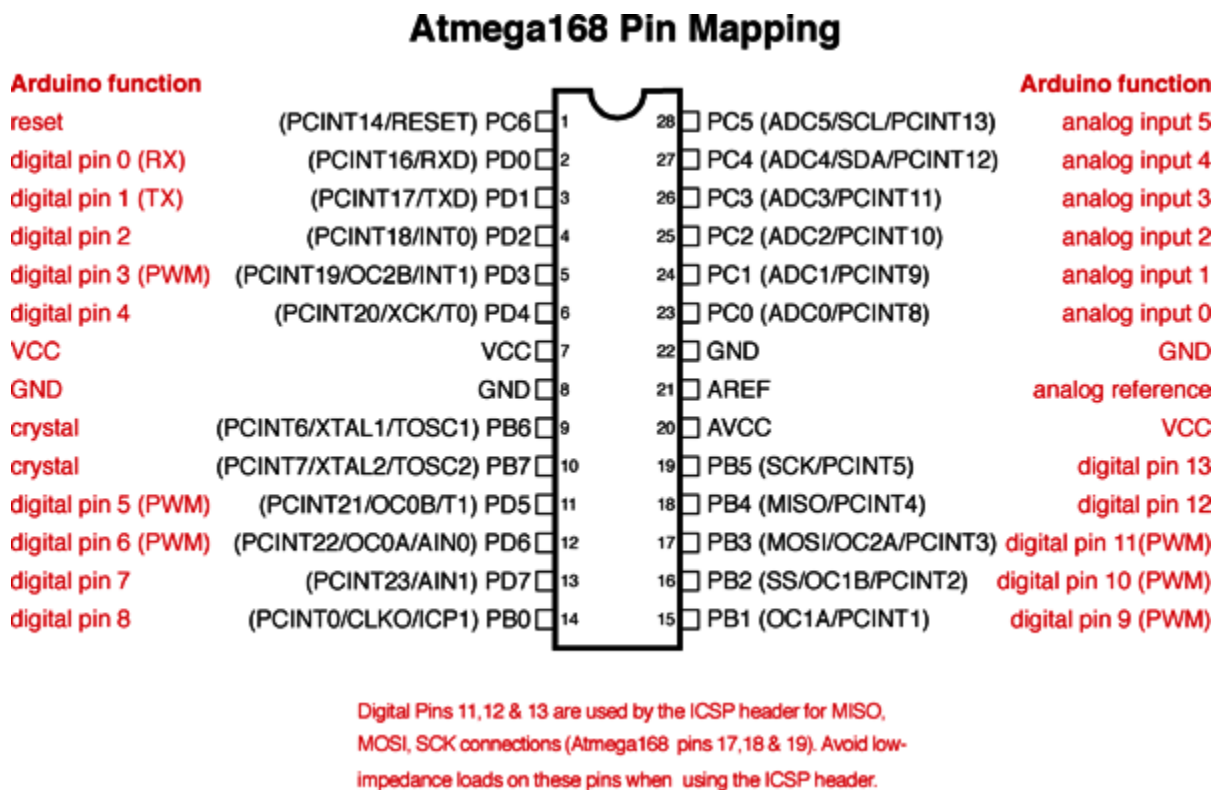 Atmega168 Pin Mapping
Arduino function Arduino function
reset (PCINT14/RESET) PC6 1 28 PC5 (ADC5/SCL/PCINT13) analog input 5
digital pin 0 (RX) (PCINT16/RXD) PD0 2 27 PC4 (ADC4/SDA/PCINT12) analog input 4
digital pin 1 (TX) (PCINT17/TXD) PD1 3 26 PC3 (ADC3/PCINT11) analog input 3
digital pin 2 (PCINT18/INT0) PD2 4 25 PC2 (ADC2/PCINT10) analog input 2
digital pin 3 (PWM) (PCINT19/OC2B/INT1) PD3 5 24 PC1 (ADC1/PCINT9) analog input 1
digital pin 4 (PCINT20/XCK/T0) PD4 6 23 PC0 (ADC0/PCINT8) analog input 0
VCC VCC 7 22 GND GND
GND GND 8 21 AREF analog reference
crystal (PCINT6/XTAL1/TOSC1) PB6 9 20 AVCC VCC
crystal (PCINT7/XTAL2/TOSC2) PB7 10 19 PB5 (SCK/PCINT5) digital pin 13
digital pin 5 (PWM) (PCINT21/OC0B/T1) PD5 11 18 PB4 (MISO/PCINT4) digital pin 12
digital pin 6 (PWM) (PCINT22/OC0A/AIN0) PD6 12 17 PB3 (MOSI/OC2A/PCINT3) digital pin 11(PWM)
digital pin 7 (PCINT23/AIN1) PD7 13 16 PB2 (SS/OC1B/PCINT2) digital pin 10 (PWM)
digital pin 8 (PCINT0/CLKO/ICP1) PB0 14 15 PB1 (OC1A/PCINT1) digital pin 9 (PWM)
Digital Pins 11,12 & 13 are used by the ICSP header for MISO,
MOSI, SCK connections (Atmega168 pins 17,18 & 19). Avoid low-
impedance loads on these pins when using the ICSP header.